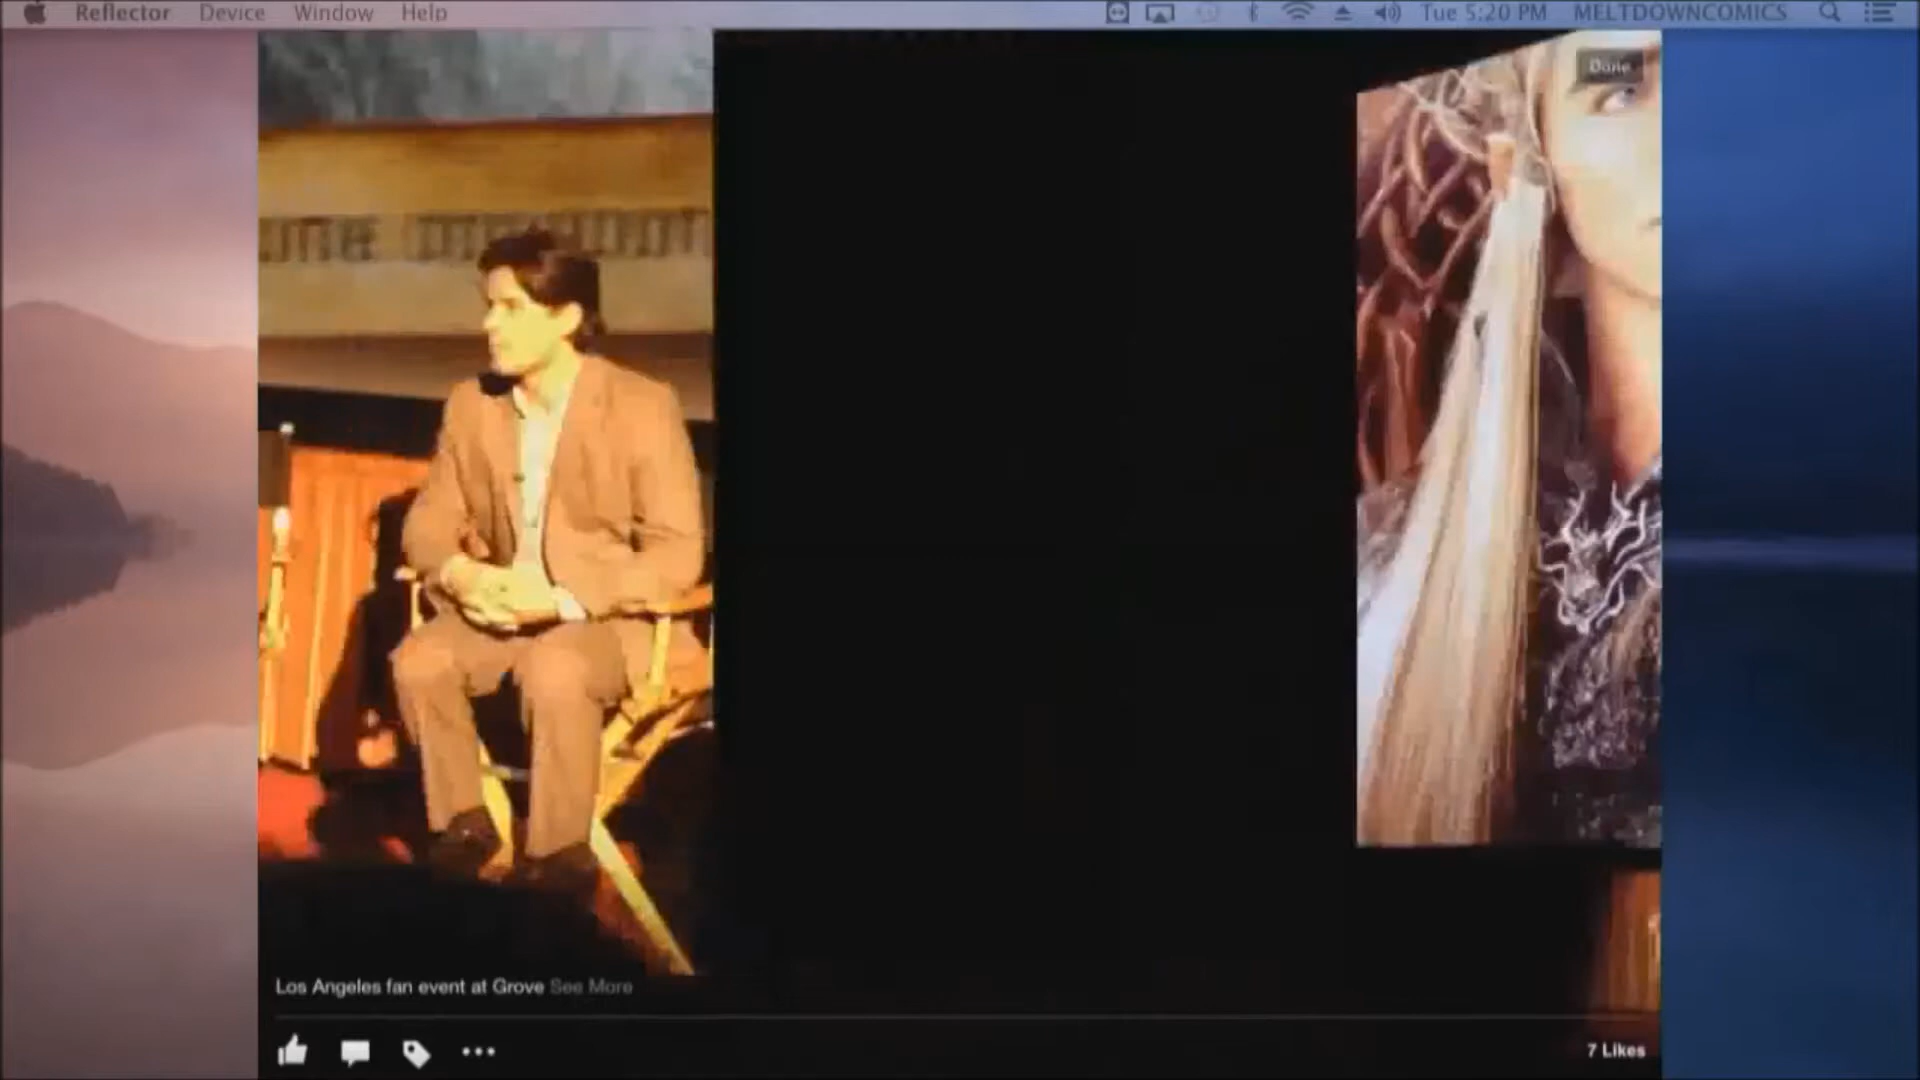 Reflector Device Window Help Tue 5:20 PM MELTDOWNCOMICS
Done
Los Angeles fan event at Grove See More
7 Likes